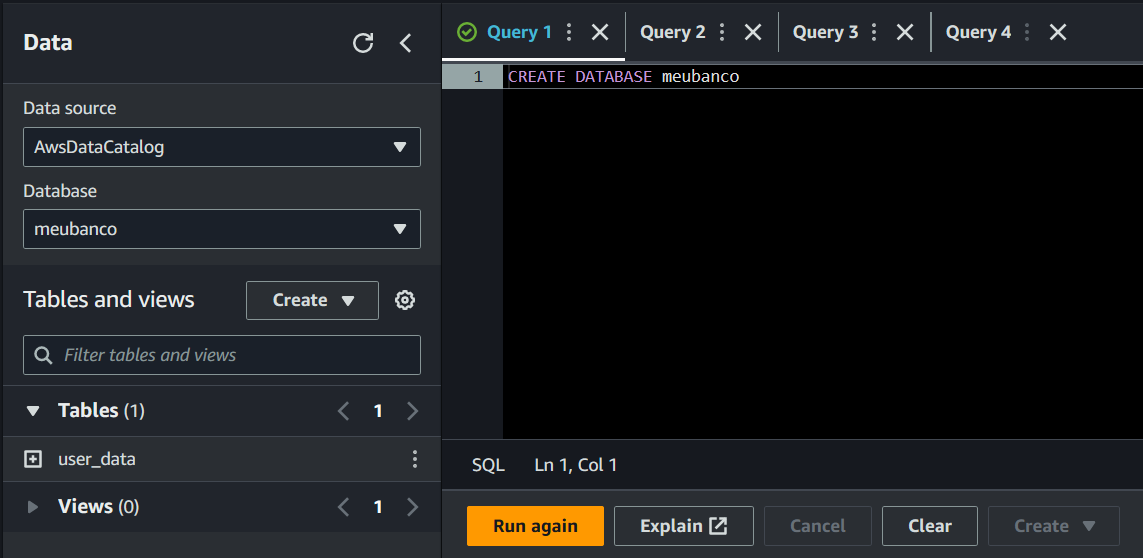 Data
Data source
AwsDataCatalog
Database
meubanco
Tables and views
Create
Filter tables and views
Tables (1)
1
user_data
Views (0)
1
Query 1
Query 2
Query 3
Query 4
1 CREATE DATABASE meubanco
SQL Ln 1, Col 1
Run again
Explain
Cancel
Clear
Create